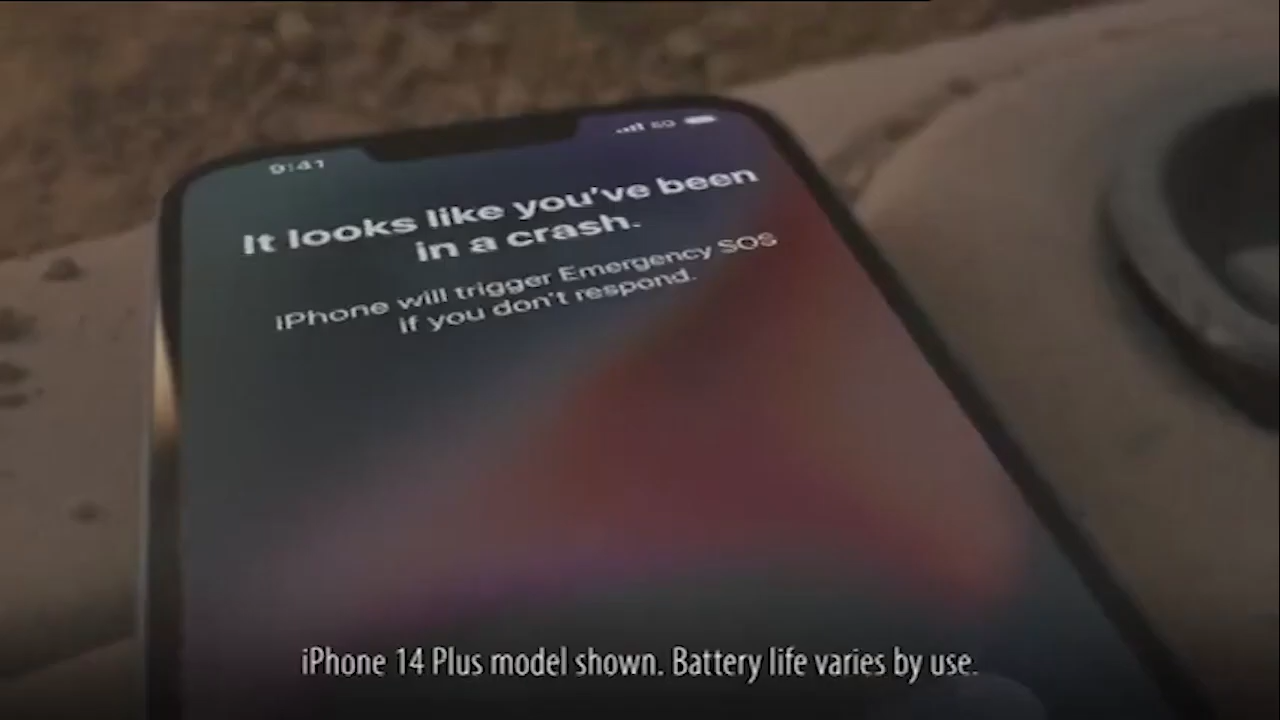 9:41 5G
It looks like you've been
in a crash.
iPhone will trigger Emergency SOS
if you don't respond.
iPhone 14 Plus model shown. Battery life varies by use.